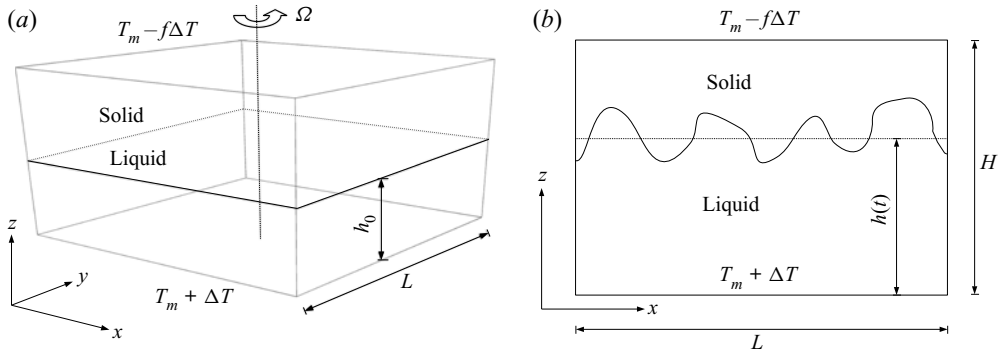 (a)
Ω
T_m − fΔT
Solid
Liquid
h_0
z
y
x
T_m + ΔT
L
(b)
T_m − fΔT
Solid
H
z
Liquid
h(t)
T_m + ΔT
x
L